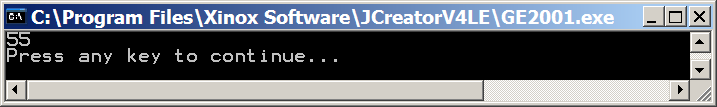 C:\Program Files\Xinox Software\JCreatorV4LE\GE2001.exe
55
Press any key to continue...